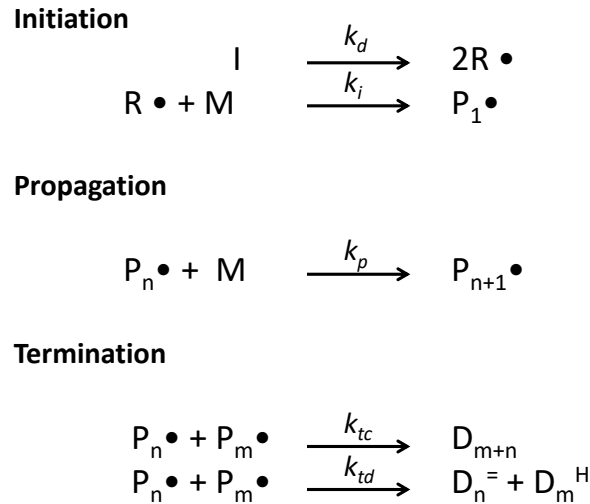 Initiation
I k_d → 2R •
R • + M k_i → P₁•
Propagation
Pₙ• + M k_p → Pₙ₊₁•
Termination
Pₙ• + Pₘ• k_tc → Dₘ₊ₙ
Pₙ• + Pₘ• k_td → Dₙ⁼ + Dₘᴴ